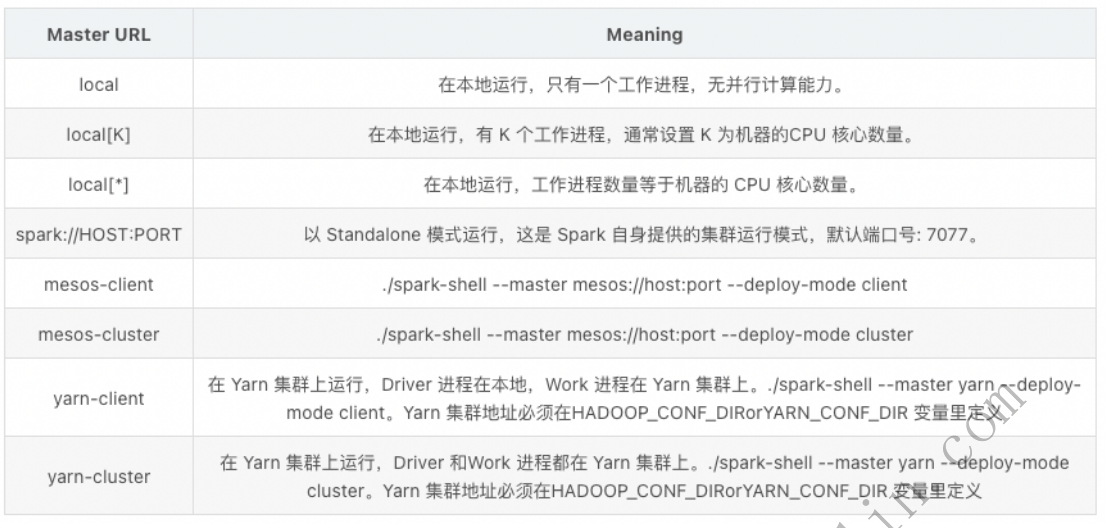 Master URL Meaning
local 在本地运行，只有一个工作进程，无并行计算能力。
local[K] 在本地运行，有 K 个工作进程，通常设置 K 为机器的CPU 核心数量。
local[*] 在本地运行，工作进程数量等于机器的 CPU 核心数量。
spark://HOST:PORT 以 Standalone 模式运行，这是 Spark 自身提供的集群运行模式，默认端口号: 7077。
mesos-client ./spark-shell --master mesos://host:port --deploy-mode client
mesos-cluster ./spark-shell --master mesos://host:port --deploy-mode cluster
yarn-client 在 Yarn 集群上运行，Driver 进程在本地，Work 进程在 Yarn 集群上。./spark-shell --master yarn --deploy-
mode client。Yarn 集群地址必须在HADOOP_CONF_DIRorYARN_CONF_DIR 变量里定义
yarn-cluster 在 Yarn 集群上运行，Driver 和Work 进程都在 Yarn 集群上。./spark-shell --master yarn --deploy-mode
cluster。Yarn 集群地址必须在HADOOP_CONF_DIRorYARN_CONF_DIR 变量里定义
com